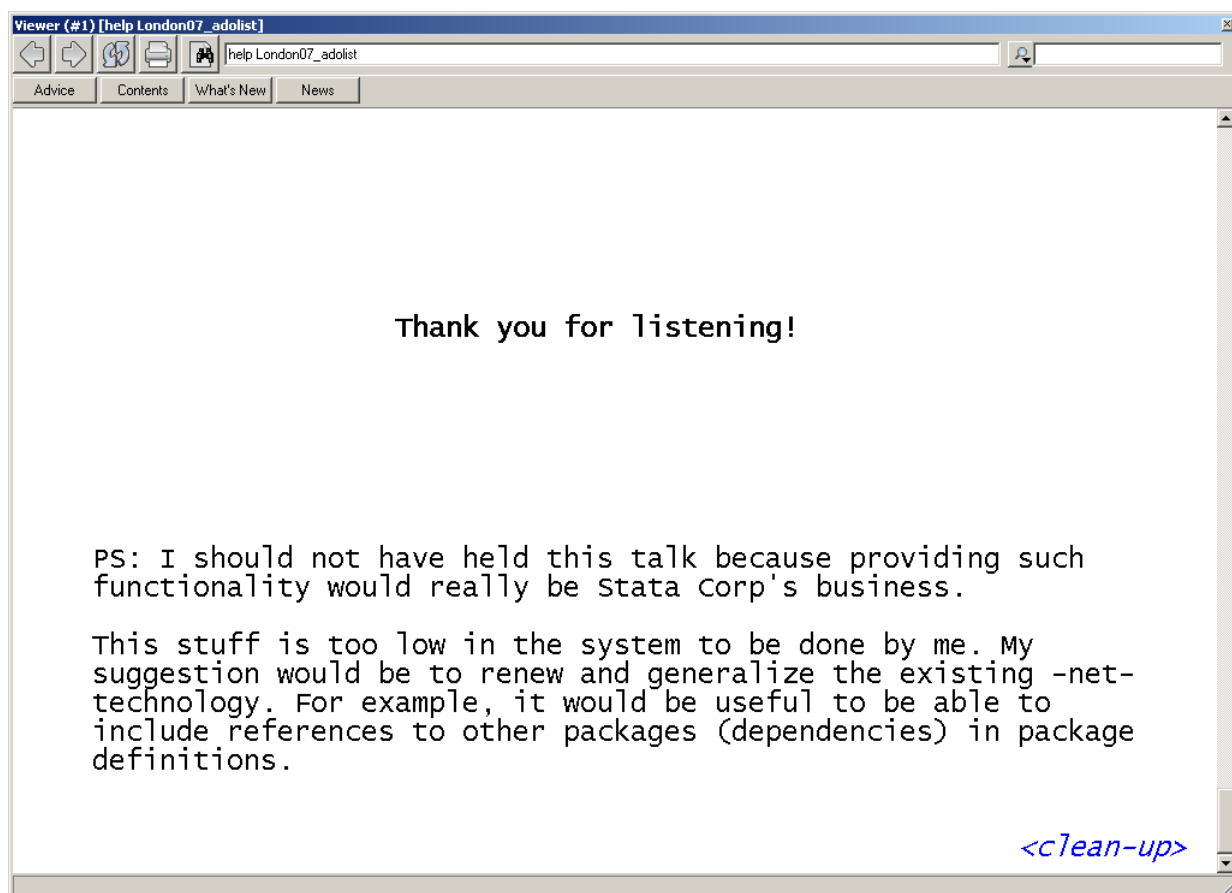 Viewer (#1) [help London07_adolist]
help London07_adolist
Advice Contents What's New News
Thank you for listening!
PS: I should not have held this talk because providing such
functionality would really be Stata Corp's business.
This stuff is too low in the system to be done by me. My
suggestion would be to renew and generalize the existing -net-
technology. For example, it would be useful to be able to
include references to other packages (dependencies) in package
definitions.
<clean-up>